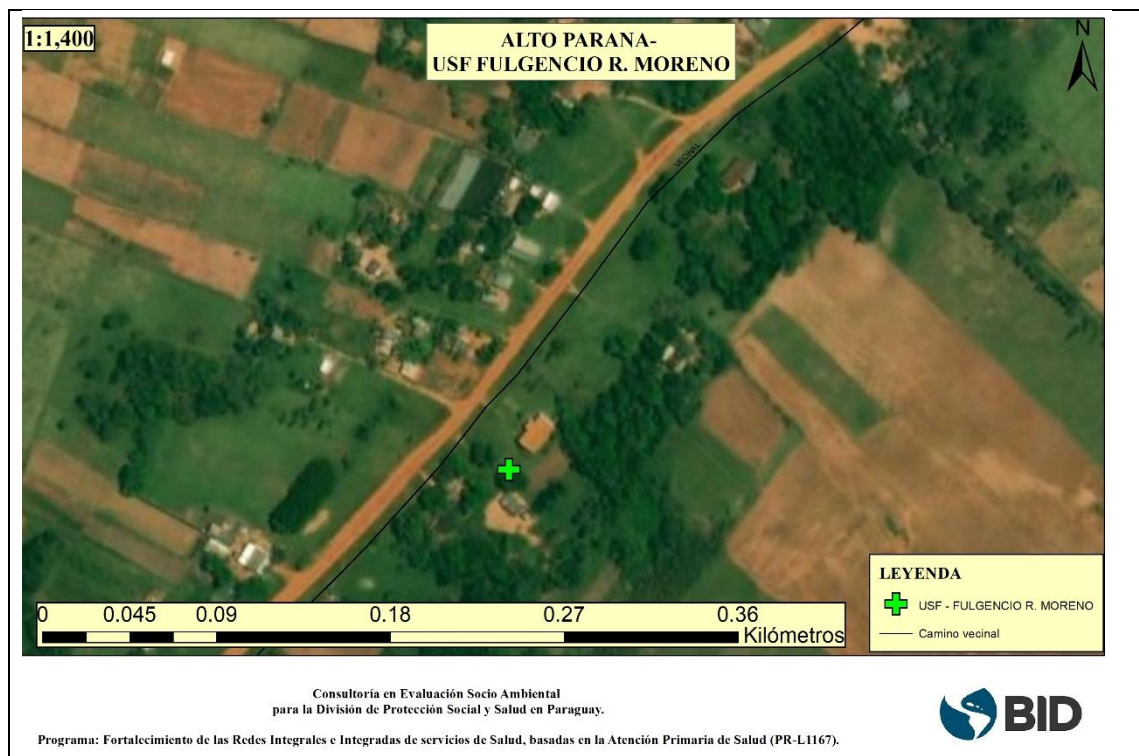 1:1,400
ALTO PARANA-
USF FULGENCIO R. MORENO
N
VECINAL
LEYENDA
USF - FULGENCIO R. MORENO
Camino vecinal
0 0.045 0.09 0.18 0.27 0.36
Kilómetros
Consultoría en Evaluación Socio Ambiental
para la División de Protección Social y Salud en Paraguay.
Programa: Fortalecimiento de las Redes Integrales e Integradas de servicios de Salud, basadas en la Atención Primaria de Salud (PR-L1167).
BID